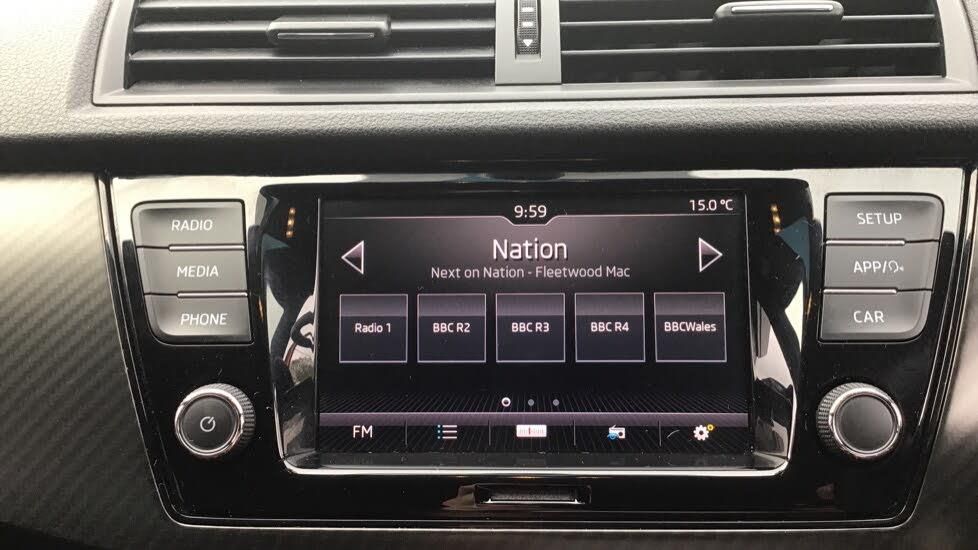 9:59
15.0 °C
Nation
Next on Nation - Fleetwood Mac
RADIO
MEDIA
PHONE
Radio 1
BBC R2
BBC R3
BBC R4
BBCWales
FM
SETUP
APP/
CAR